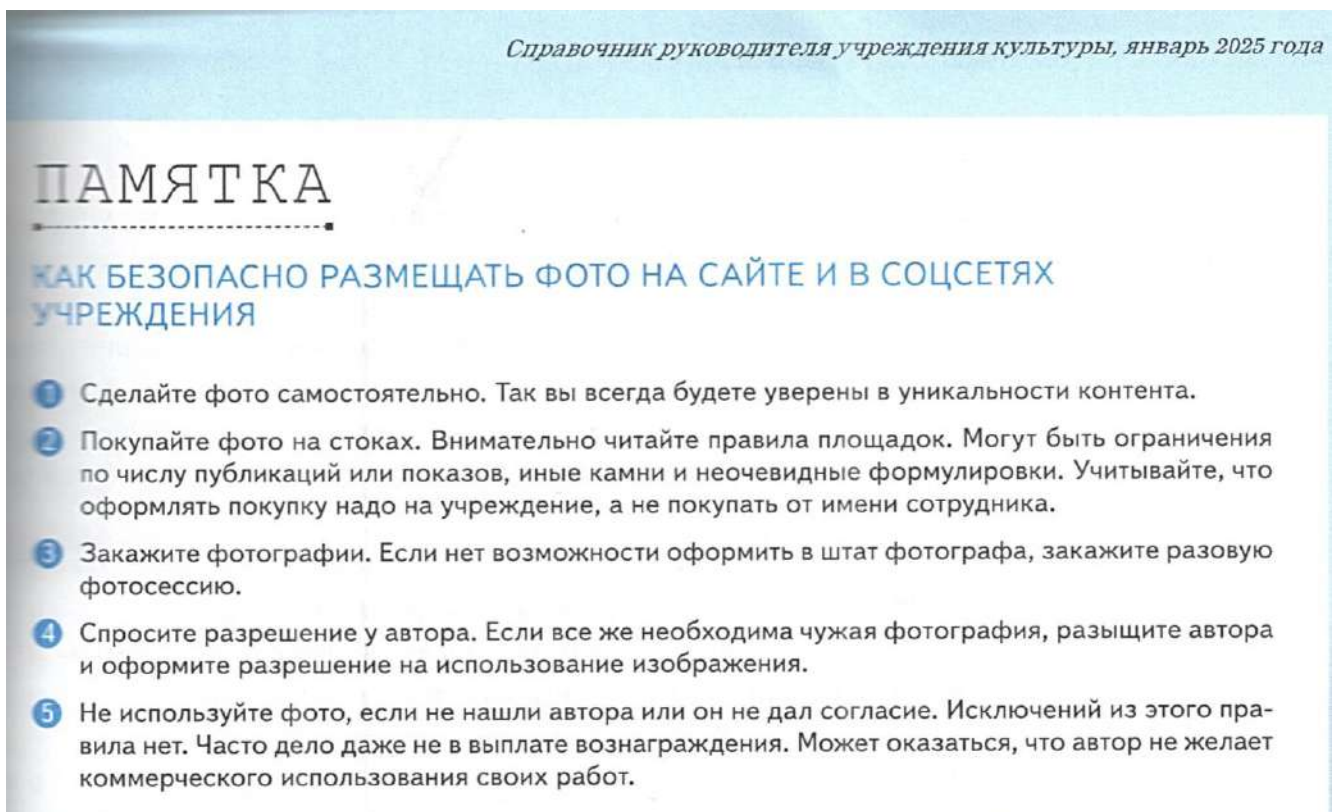 Справочник руководителя учреждения культуры, январь 2025 года
ПАМЯТКА
КАК БЕЗОПАСНО РАЗМЕЩАТЬ ФОТО НА САЙТЕ И В СОЦСЕТЯХ
УЧРЕЖДЕНИЯ
1 Сделайте фото самостоятельно. Так вы всегда будете уверены в уникальности контента.
2 Покупайте фото на стоках. Внимательно читайте правила площадок. Могут быть ограничения
по числу публикаций или показов, иные камни и неочевидные формулировки. Учитывайте, что
оформлять покупку надо на учреждение, а не покупать от имени сотрудника.
3 Закажите фотографии. Если нет возможности оформить в штат фотографа, закажите разовую
фотосессию.
4 Спросите разрешение у автора. Если все же необходима чужая фотография, разыщите автора
и оформите разрешение на использование изображения.
5 Не используйте фото, если не нашли автора или он не дал согласие. Исключений из этого пра-
вила нет. Часто дело даже не в выплате вознаграждения. Может оказаться, что автор не желает
коммерческого использования своих работ.